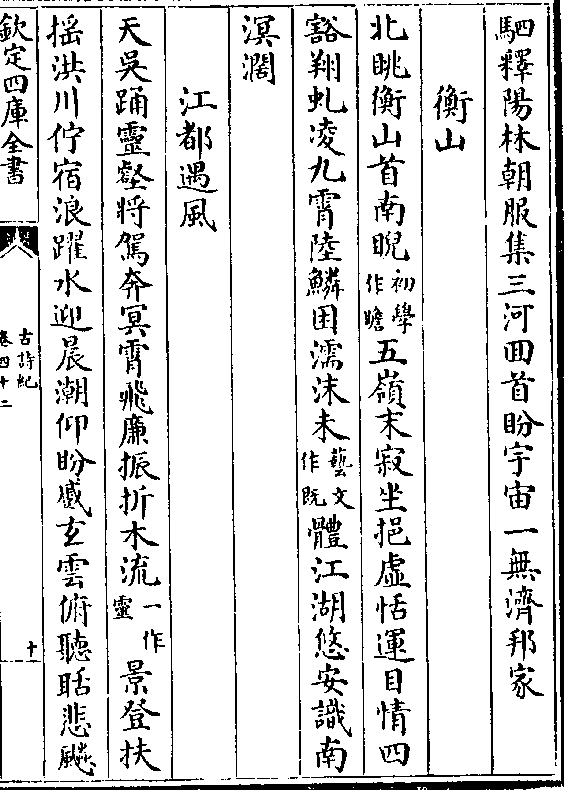 駟釋陽林朝服集三河回首盼宇宙一無濟邦家
衡山
北眺衡山首南睨初學作瞻五嶺末寂坐挹虛恬運目情四
豁翔虬凌九霄陸鱗困濡沫未藝文作既體江湖悠安識南
溟濶
江都遇風
天吳踊靈壑將駕奔冥霄飛廉振折木流一作靈景登扶
搖洪川佇宿浪躍水迎晨潮仰盼感玄雲俯聽聒悲飇
欽定四庫全書
古詩紀
卷四十二
十